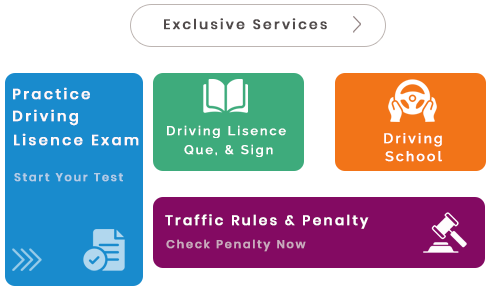 Exclusive Services
Practice
Driving
Lisence Exam
Start Your Test
Driving Lisence
Que, & Sign
Driving
School
Traffic Rules & Penalty
Check Penalty Now